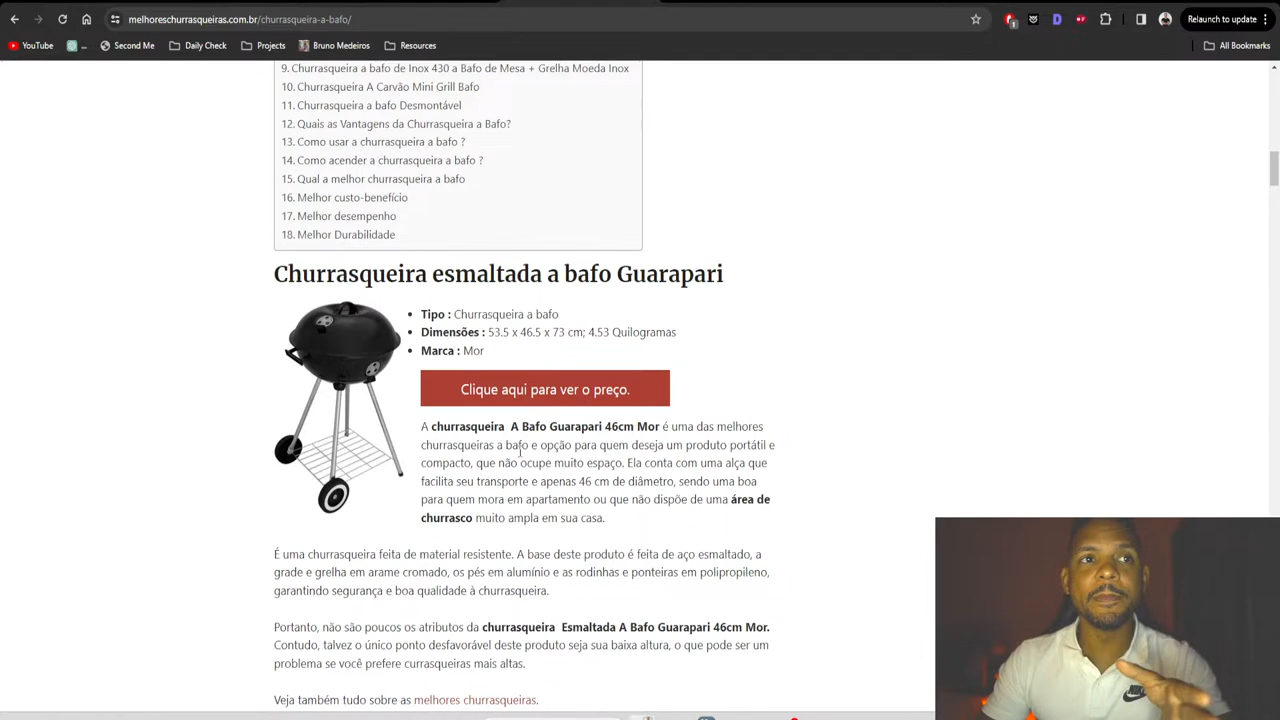 melhoreschurrasqueiras.com.br/churrasqueira-a-bafo/
Relaunch to update
YouTube
Second Me
Daily Check
Projects
Bruno Medeiros
Resources
All Bookmarks
9. Churrasqueira a bafo de Inox 430 a Bafo de Mesa + Grelha Moeda Inox
10. Churrasqueira A Carvão Mini Grill Bafo
11. Churrasqueira a bafo Desmontável
12. Quais as Vantagens da Churrasqueira a Bafo?
13. Como usar a churrasqueira a bafo ?
14. Como acender a churrasqueira a bafo ?
15. Qual a melhor churrasqueira a bafo
16. Melhor custo-benefício
17. Melhor desempenho
18. Melhor Durabilidade
Churrasqueira esmaltada a bafo Guarapari
Tipo : Churrasqueira a bafo
Dimensões : 53.5 x 46.5 x 73 cm; 4.53 Quilogramas
Marca : Mor
Clique aqui para ver o preço.
A churrasqueira A Bafo Guarapari 46cm Mor é uma das melhores
churrasqueiras a bafo e opção para quem deseja um produto portátil e
compacto, que não ocupe muito espaço. Ela conta com uma alça que
facilita seu transporte e apenas 46 cm de diâmetro, sendo uma boa
para quem mora em apartamento ou que não dispõe de uma área de
churrasco muito ampla em sua casa.
É uma churrasqueira feita de material resistente. A base deste produto é feita de aço esmaltado, a
grade e grelha em arame cromado, os pés em alumínio e as rodinhas e ponteiras em polipropileno,
garantindo segurança e boa qualidade à churrasqueira.
Portanto, não são poucos os atributos da churrasqueira Esmaltada A Bafo Guarapari 46cm Mor.
Contudo, talvez o único ponto desfavorável deste produto seja sua baixa altura, o que pode ser um
problema se você prefere currasqueiras mais altas.
Veja também tudo sobre as melhores churrasqueiras.